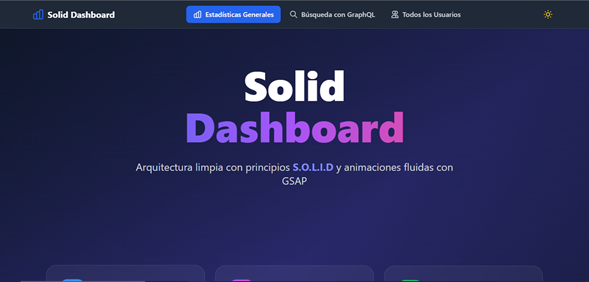 Solid Dashboard
Estadísticas Generales
Búsqueda con GraphQL
Todos los Usuarios
Solid
Dashboard
Arquitectura limpia con principios S.O.L.I.D y animaciones fluidas con
GSAP